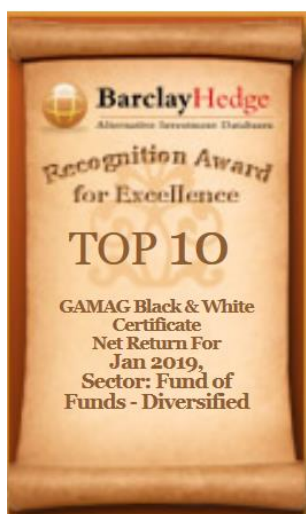 BarclayHedge
Alternative Investment Databases
Recognition Award
for Excellence
TOP 10
GAMAG Black & White
Certificate
Net Return For
Jan 2019,
Sector: Fund of
Funds - Diversified